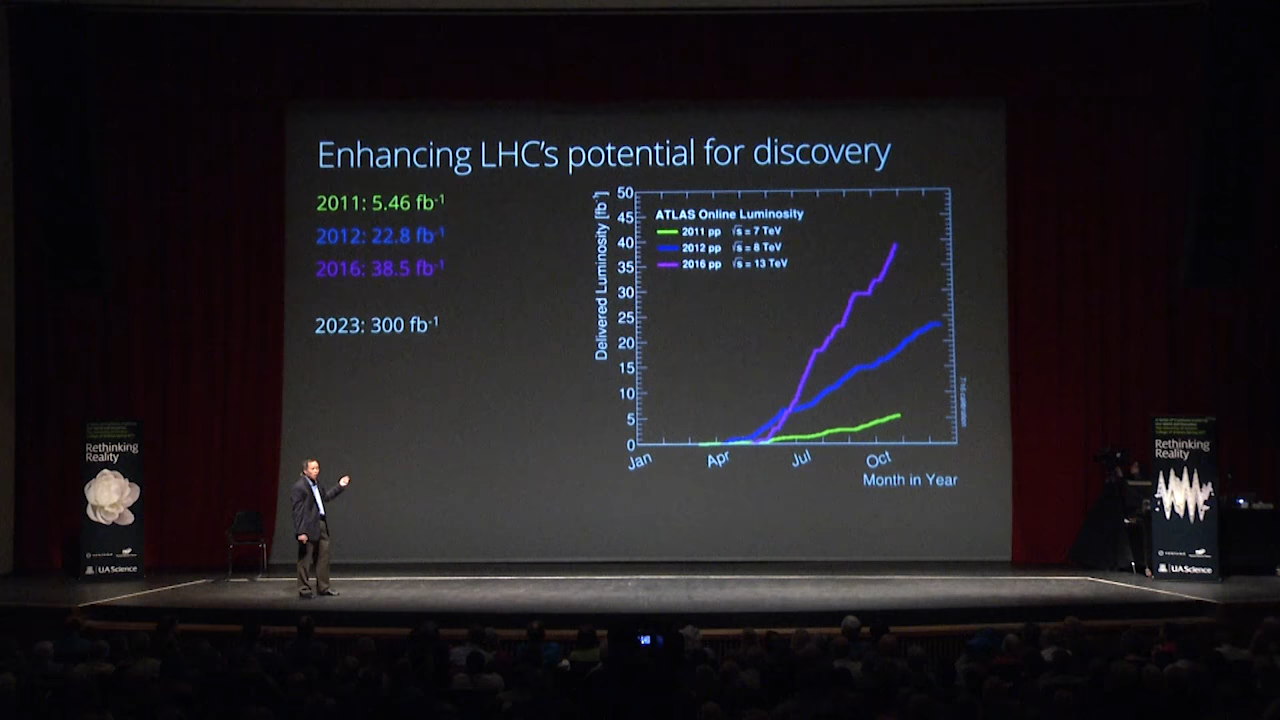 Enhancing LHC's potential for discovery
2011: 5.46 fb⁻¹
2012: 22.8 fb⁻¹
2016: 38.5 fb⁻¹
2023: 300 fb⁻¹
Delivered Luminosity [fb⁻¹]
50
45
40
35
30
25
20
15
10
5
0
ATLAS Online Luminosity
2011 pp √s = 7 TeV
2012 pp √s = 8 TeV
2016 pp √s = 13 TeV
Jan Apr Jul Oct
Month in Year
Rethinking
Reality
UA Science
Rethinking
Reality
UA Science